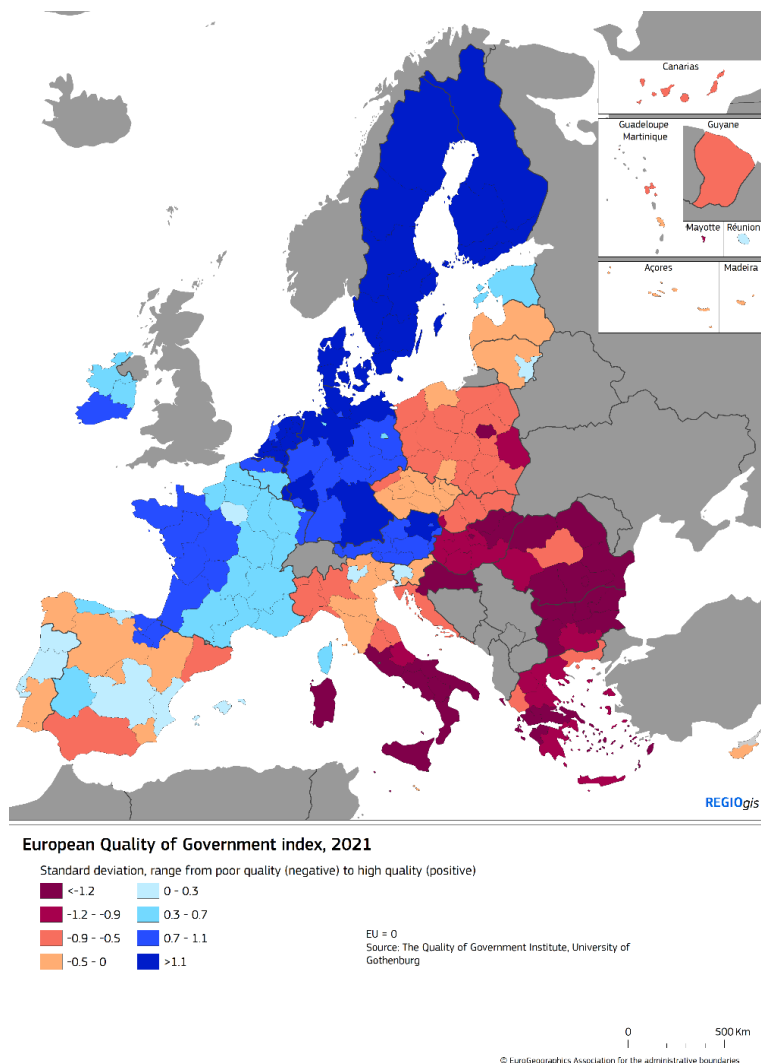 Canarias
Guadeloupe
Martinique
Guyane
Mayotte
Réunion
Açores
Madeira
REGIOgis
European Quality of Government index, 2021
Standard deviation, range from poor quality (negative) to high quality (positive)
<-1.2
-1.2 - -0.9
-0.9 - -0.5
-0.5 - 0
0 - 0.3
0.3 - 0.7
0.7 - 1.1
>1.1
EU = 0
Source: The Quality of Government Institute, University of
Gothenburg
0 500 Km
© EuroGeographics Association for the administrative boundaries